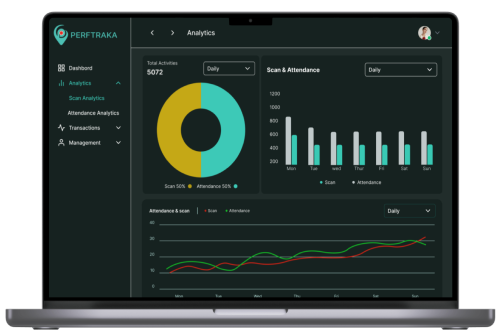 PERFTRAKA
Analytics
Dashbord
Analytics
Scan Analytics
Attendance Analytics
Transactions
Management
Total Activities
5072
Daily
Scan 50% Attendance 50%
Scan & Attendance
Daily
1200
1000
800
600
400
200
Mon Tue wed Thur Fri Sat Sun
Scan Attendance
Attendance & scan Scan Attendance
Daily
40
30
20
10
0
Mon Tue Wed Thu Fri Sat Sun